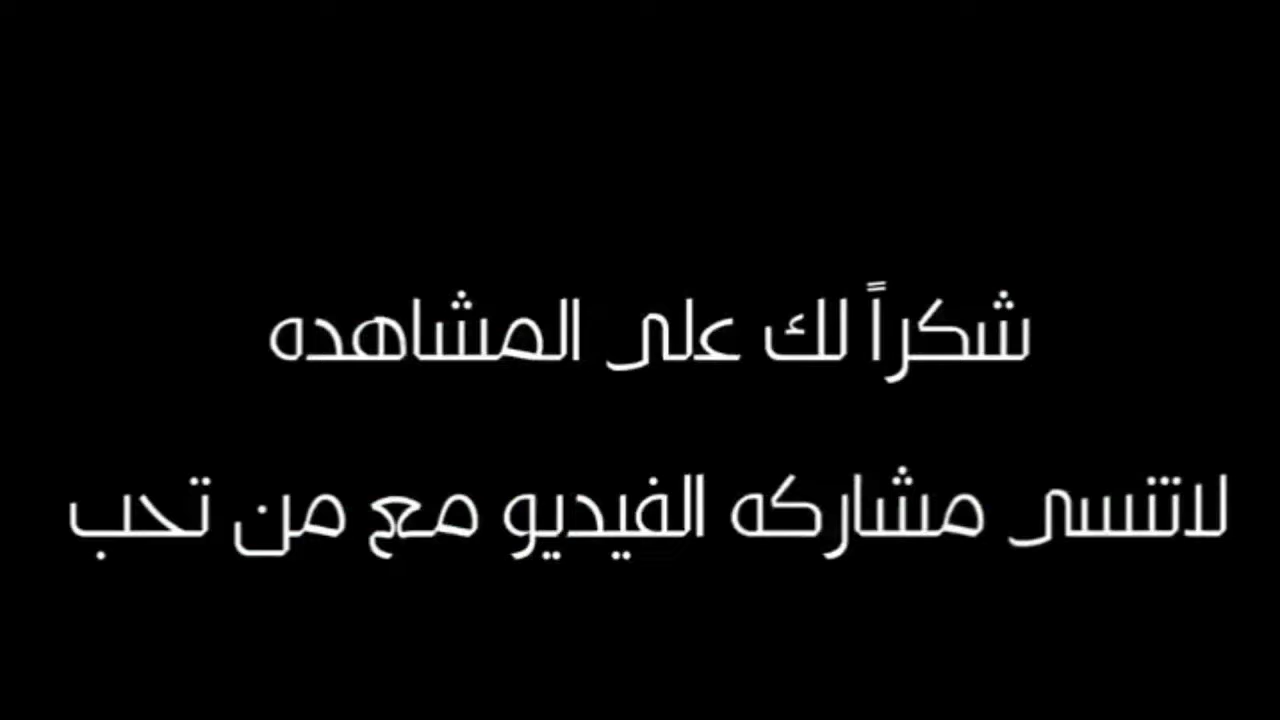 شكراً لك على المشاهده
لاتنسى مشاركه الفيديو مع من تحب